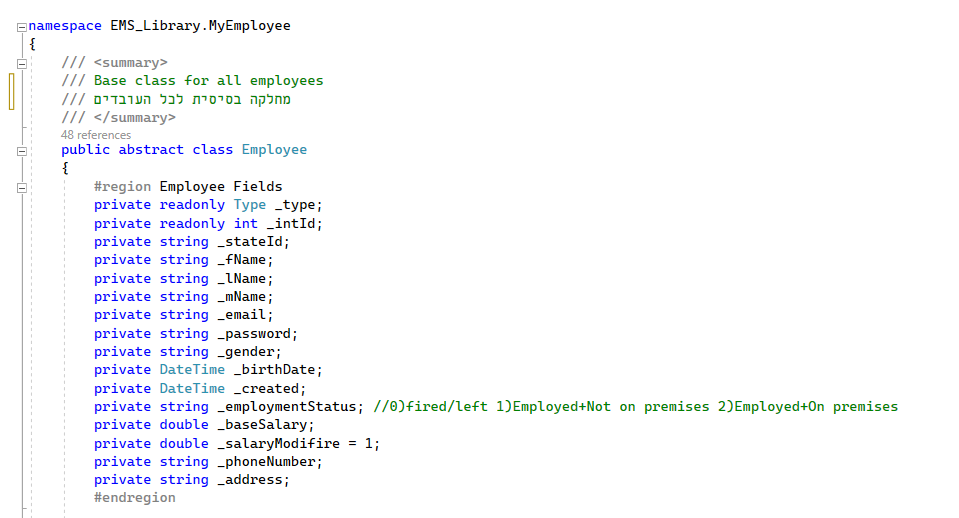 namespace EMS_Library.MyEmployee
{
/// <summary>
/// Base class for all employees
/// מחלקה בסיסית לכל העובדים
/// </summary>
48 references
public abstract class Employee
{
#region Employee Fields
private readonly Type _type;
private readonly int _intId;
private string _stateId;
private string _fName;
private string _lName;
private string _mName;
private string _email;
private string _password;
private string _gender;
private DateTime _birthDate;
private DateTime _created;
private string _employmentStatus; //0)fired/left 1)Employed+Not on premises 2)Employed+On premises
private double _baseSalary;
private double _salaryModifire = 1;
private string _phoneNumber;
private string _address;
#endregion